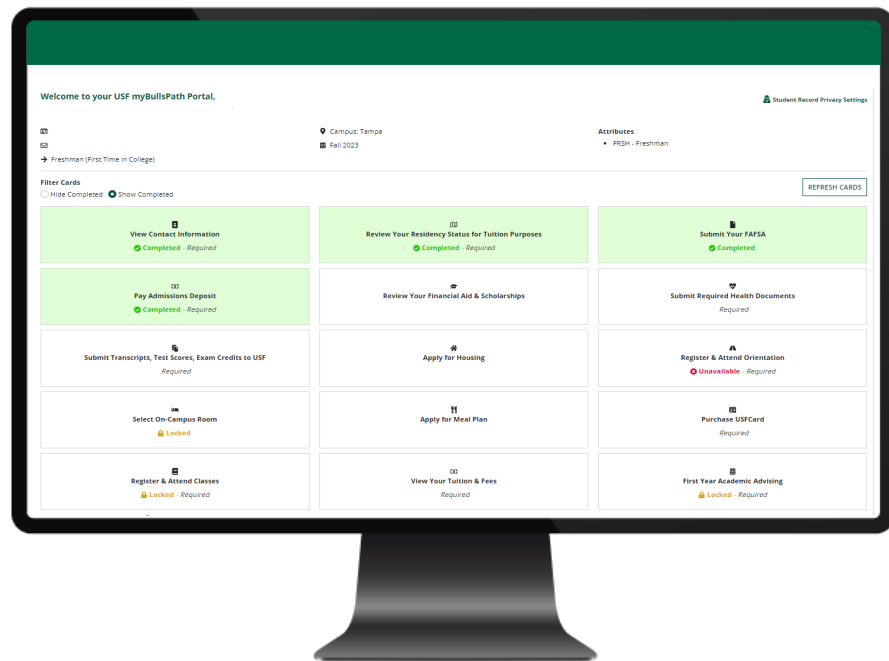 Welcome to your USF myBullsPath Portal,
Student Record Privacy Settings
Campus: Tampa
Attributes
Fall 2023
FRSH - Freshman
Freshman (First Time in College)
Filter Cards
Hide Completed Show Completed
REFRESH CARDS
View Contact Information
Completed - Required
Review Your Residency Status for Tuition Purposes
Completed - Required
Submit Your FAFSA
Completed
Pay Admissions Deposit
Completed - Required
Review Your Financial Aid & Scholarships
Submit Required Health Documents
Required
Submit Transcripts, Test Scores, Exam Credits to USF
Required
Apply for Housing
Register & Attend Orientation
Unavailable - Required
Select On-Campus Room
Locked
Apply for Meal Plan
Purchase USFCard
Required
Register & Attend Classes
Locked - Required
View Your Tuition & Fees
Required
First Year Academic Advising
Locked - Required